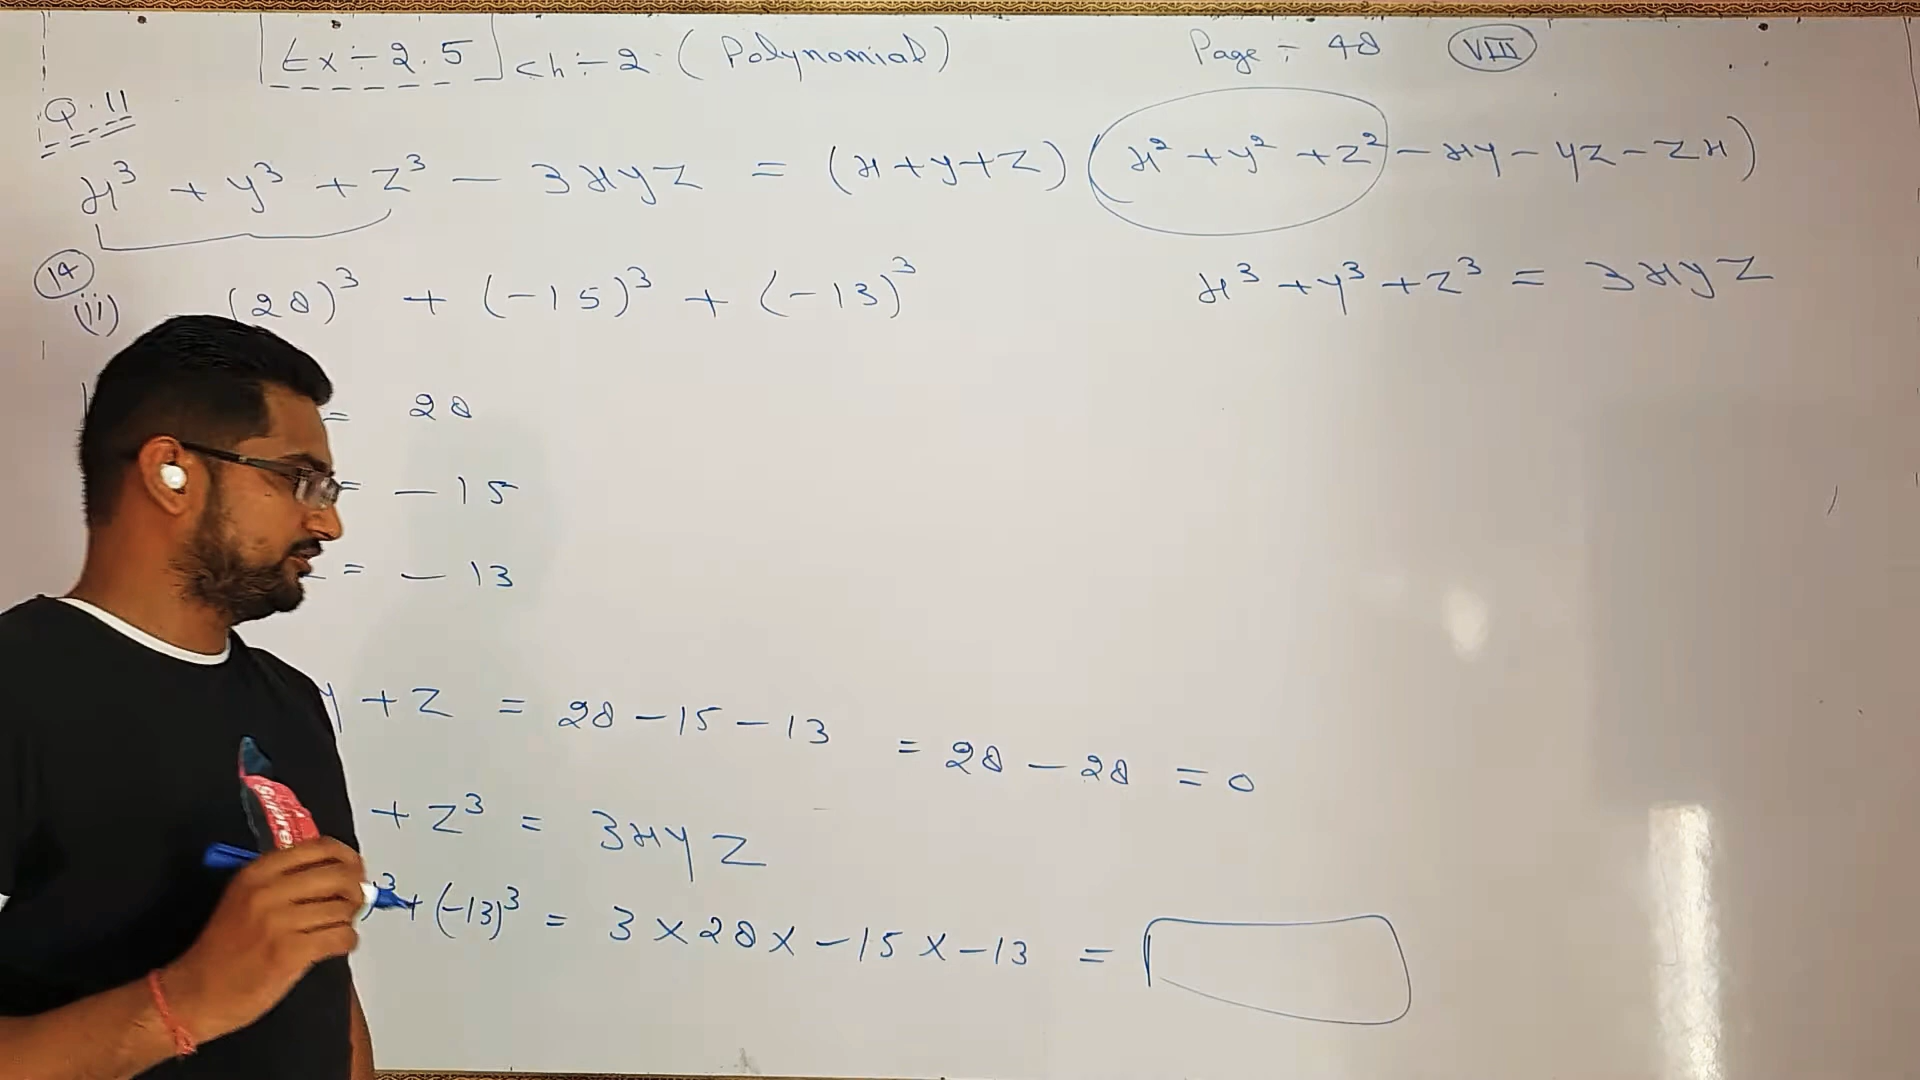 Ex÷2.5 Ch÷2 (Polynomial) Page ÷ 48 VIII
Q.11
x³ + y³ + z³ − 3xyz = (x+y+z) (x² + y² + z² − xy − yz − zx)
14
(ii) (28)³ + (−15)³ + (−13)³ x³ + y³ + z³ = 3xyz
= 28
= −15
= −13
y + z = 28 − 15 − 13 = 28 − 28 = 0
+ z³ = 3xyz
)³ + (−13)³ = 3 × 28 × −15 × −13 =